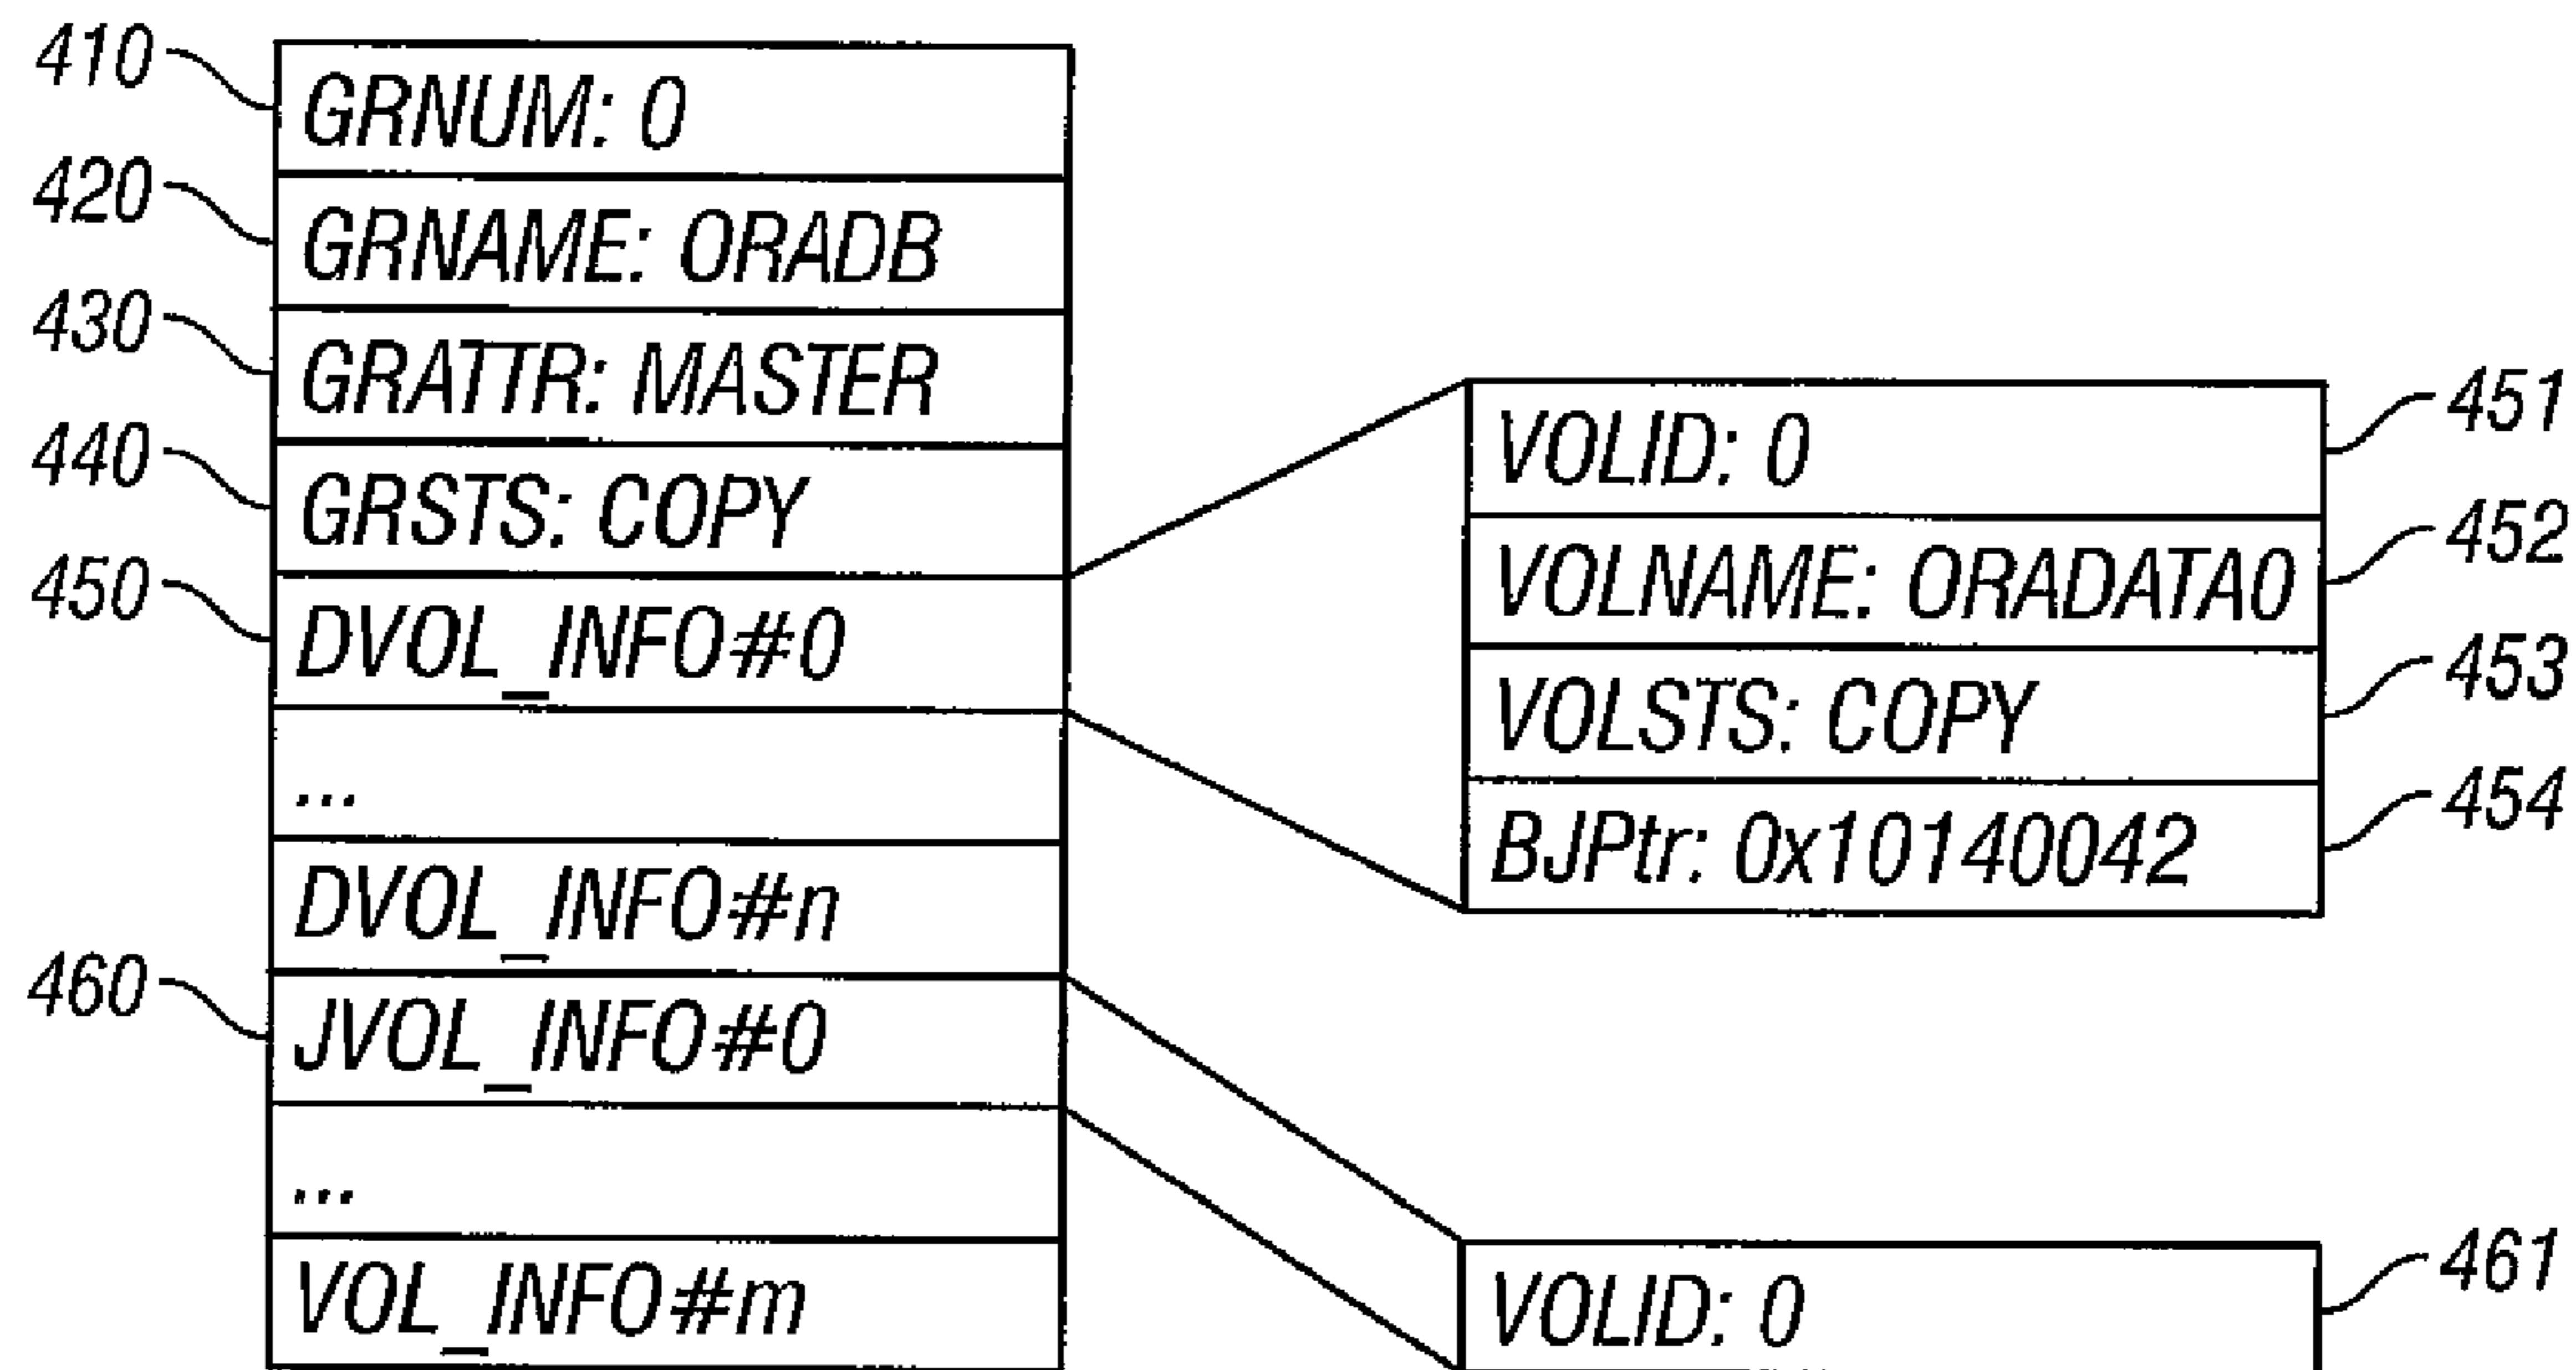 410
GRNUM: 0
420
GRNAME: ORADB
430
GRATTR: MASTER
440
GRSTS: COPY
450
DVOL_INFO#0
...
DVOL_INFO#n
460
JVOL_INFO#0
...
VOL_INFO#m
VOLID: 0
451
VOLNAME: ORADATA0
452
VOLSTS: COPY
453
BJPtr: 0x10140042
454
VOLID: 0
461